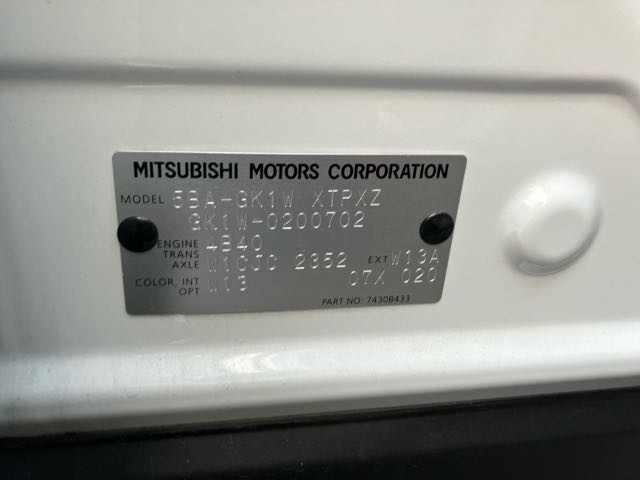 MITSUBISHI MOTORS CORPORATION
MODEL 5BA-GK1W XTPXZ
GK1W-0200702
ENGINE 4B40
TRANS AXLE W1CJC 2352 EXT W13A
COLOR, INT OPT W13 07X 020
PART NO 7430B433